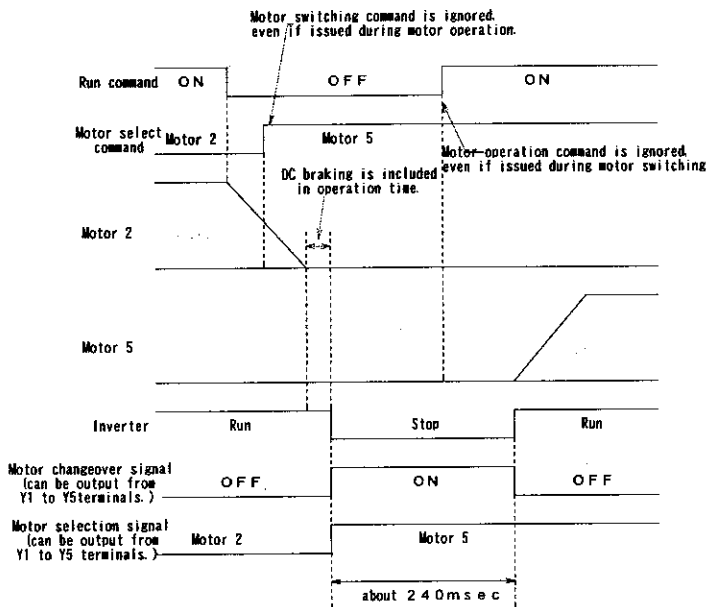 Motor switching command is ignored,
even if issued during motor operation.
Run command
ON
OFF
ON
Motor select
command
Motor 2
Motor 5
Motor operation command is ignored,
even if issued during motor switching
DC braking is included
in operation time.
Motor 2
Motor 5
Inverter
Run
Stop
Run
Motor changeover signal
(can be output from
Y1 to Y5terminals.)
OFF
ON
OFF
Motor selection signal
(can be output from
Y1 to Y5 terminals.)
Motor 2
Motor 5
about 240msec